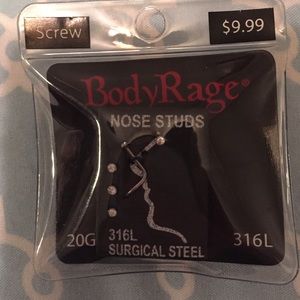 Screw
$9.99
BodyRage®
NOSE STUDS
20G
316L
SURGICAL STEEL
316L